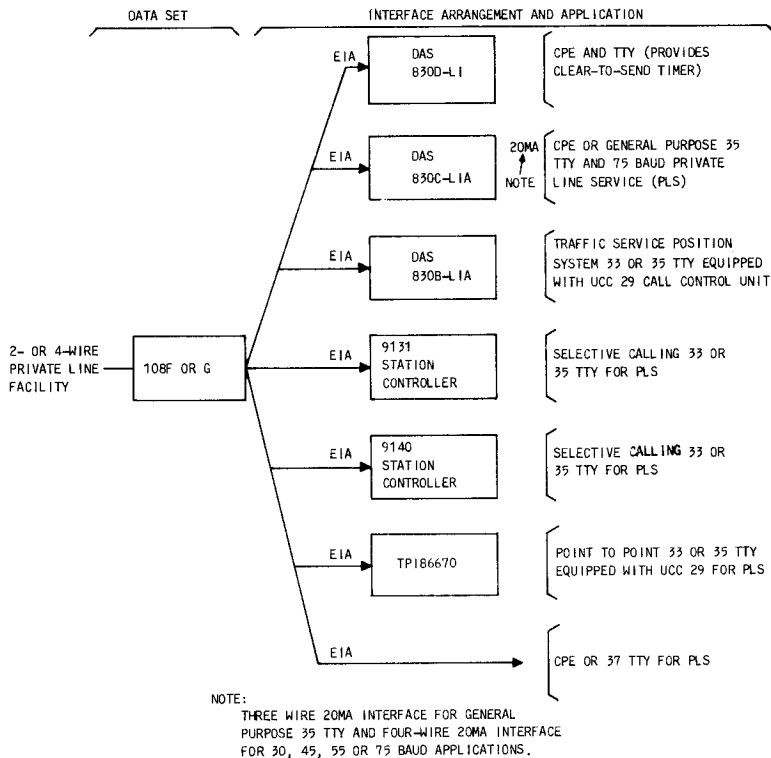 DATA SET
INTERFACE ARRANGEMENT AND APPLICATION
EIA
DAS
830D-L1
CPE AND TTY (PROVIDES
CLEAR-TO-SEND TIMER)
EIA
DAS
830C-L1A
20MA
NOTE
CPE OR GENERAL PURPOSE 35
TTY AND 75 BAUD PRIVATE
LINE SERVICE (PLS)
EIA
DAS
830B-L1A
TRAFFIC SERVICE POSITION
SYSTEM 33 OR 35 TTY EQUIPPED
WITH UCC 29 CALL CONTROL UNIT
2- OR 4-WIRE
PRIVATE LINE
FACILITY
108F OR G
EIA
9131
STATION
CONTROLLER
SELECTIVE CALLING 33 OR
35 TTY FOR PLS
EIA
9140
STATION
CONTROLLER
SELECTIVE CALLING 33 OR
35 TTY FOR PLS
EIA
TP186670
POINT TO POINT 33 OR 35 TTY
EQUIPPED WITH UCC 29 FOR PLS
EIA
CPE OR 37 TTY FOR PLS
NOTE:
THREE WIRE 20MA INTERFACE FOR GENERAL
PURPOSE 35 TTY AND FOUR-WIRE 20MA INTERFACE
FOR 30, 45, 55 OR 75 BAUD APPLICATIONS.